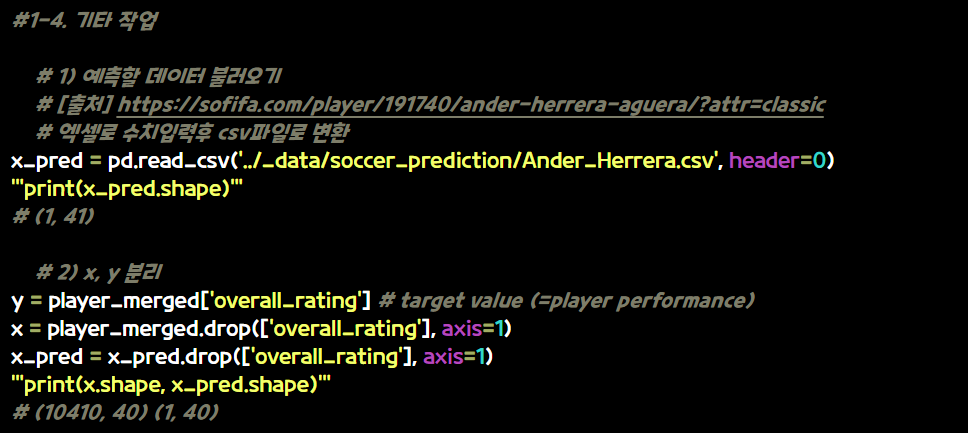 #1-4. 기타 작업
# 1) 예측할 데이터 불러오기
# [출처] https://sofifa.com/player/191740/ander-herrera-aguera/?attr=classic
# 엑셀로 수치입력후 csv파일로 변환
x_pred = pd.read_csv('../_data/soccer_prediction/Ander_Herrera.csv', header=0)
'''print(x_pred.shape)'''
# (1, 41)
# 2) x, y 분리
y = player_merged['overall_rating'] # target value (=player performance)
x = player_merged.drop(['overall_rating'], axis=1)
x_pred = x_pred.drop(['overall_rating'], axis=1)
'''print(x.shape, x_pred.shape)'''
# (10410, 40) (1, 40)